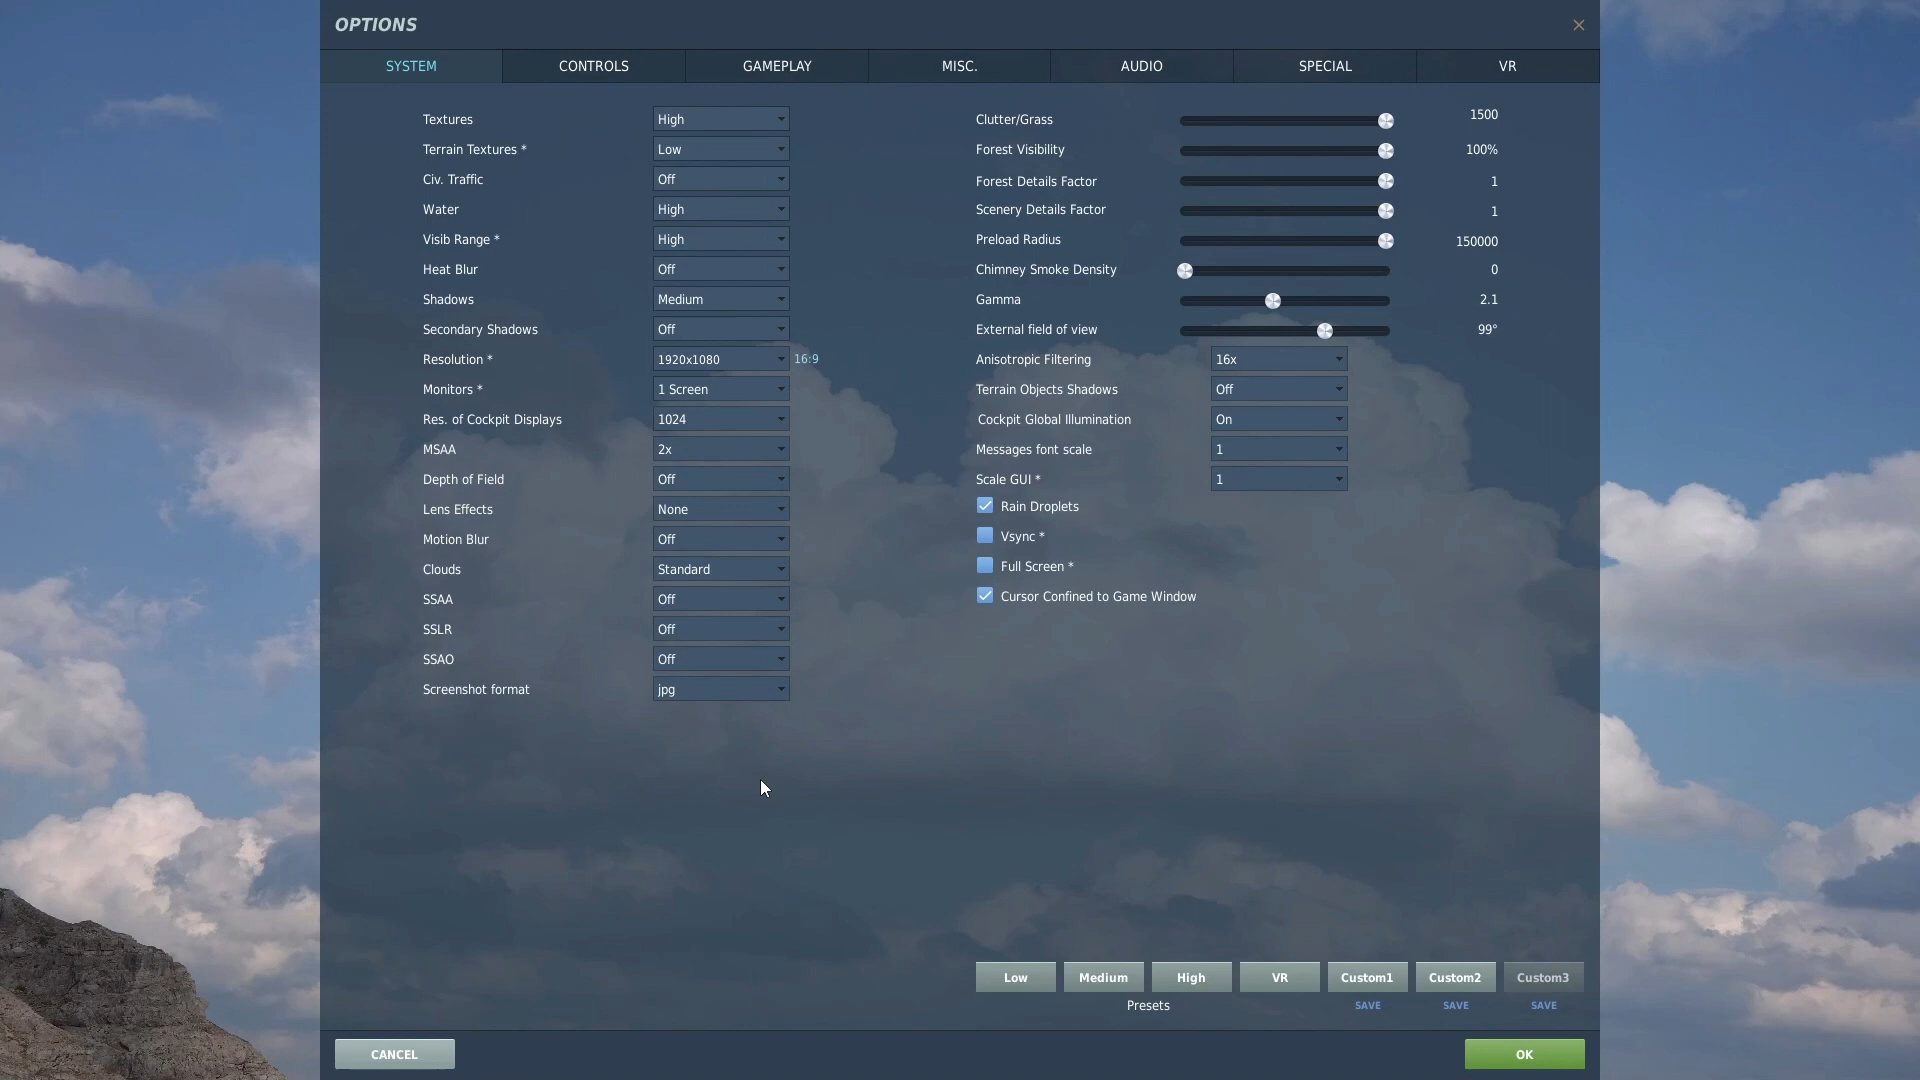 OPTIONS
SYSTEM CONTROLS GAMEPLAY MISC. AUDIO SPECIAL VR
Textures High
Terrain Textures * Low
Civ. Traffic Off
Water High
Visib Range * High
Heat Blur Off
Shadows Medium
Secondary Shadows Off
Resolution * 1920x1080 16:9
Monitors * 1 Screen
Res. of Cockpit Displays 1024
MSAA 2x
Depth of Field Off
Lens Effects None
Motion Blur Off
Clouds Standard
SSAA Off
SSLR Off
SSAO Off
Screenshot format jpg
Clutter/Grass 1500
Forest Visibility 100%
Forest Details Factor 1
Scenery Details Factor 1
Preload Radius 150000
Chimney Smoke Density 0
Gamma 2.1
External field of view 99°
Anisotropic Filtering 16x
Terrain Objects Shadows Off
Cockpit Global Illumination On
Messages font scale 1
Scale GUI * 1
Rain Droplets
Vsync *
Full Screen *
Cursor Confined to Game Window
Low Medium High VR Custom1 Custom2 Custom3
Presets SAVE SAVE SAVE
CANCEL OK